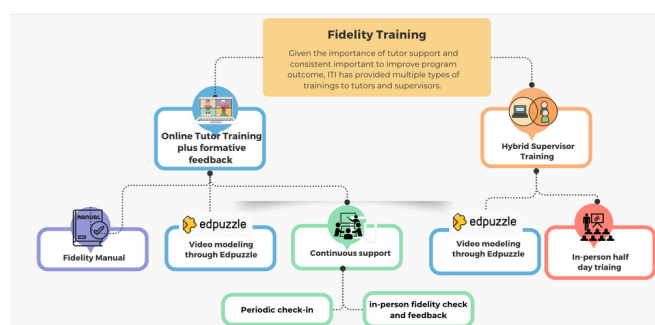 Fidelity Training
Given the importance of tutor support and
consistent important to improve program
outcome, ITI has provided multiple types of
trainings to tutors and supervisors.
Online Tutor Training
plus formative
feedback
Hybrid Supervisor
Training
MANUAL
Fidelity Manual
edpuzzle
Video modeling
through Edpuzzle
Continuous support
edpuzzle
Video modeling
through Edpuzzle
In-person half
day triaing
Periodic check-in
in-person fidelity check
and feedback